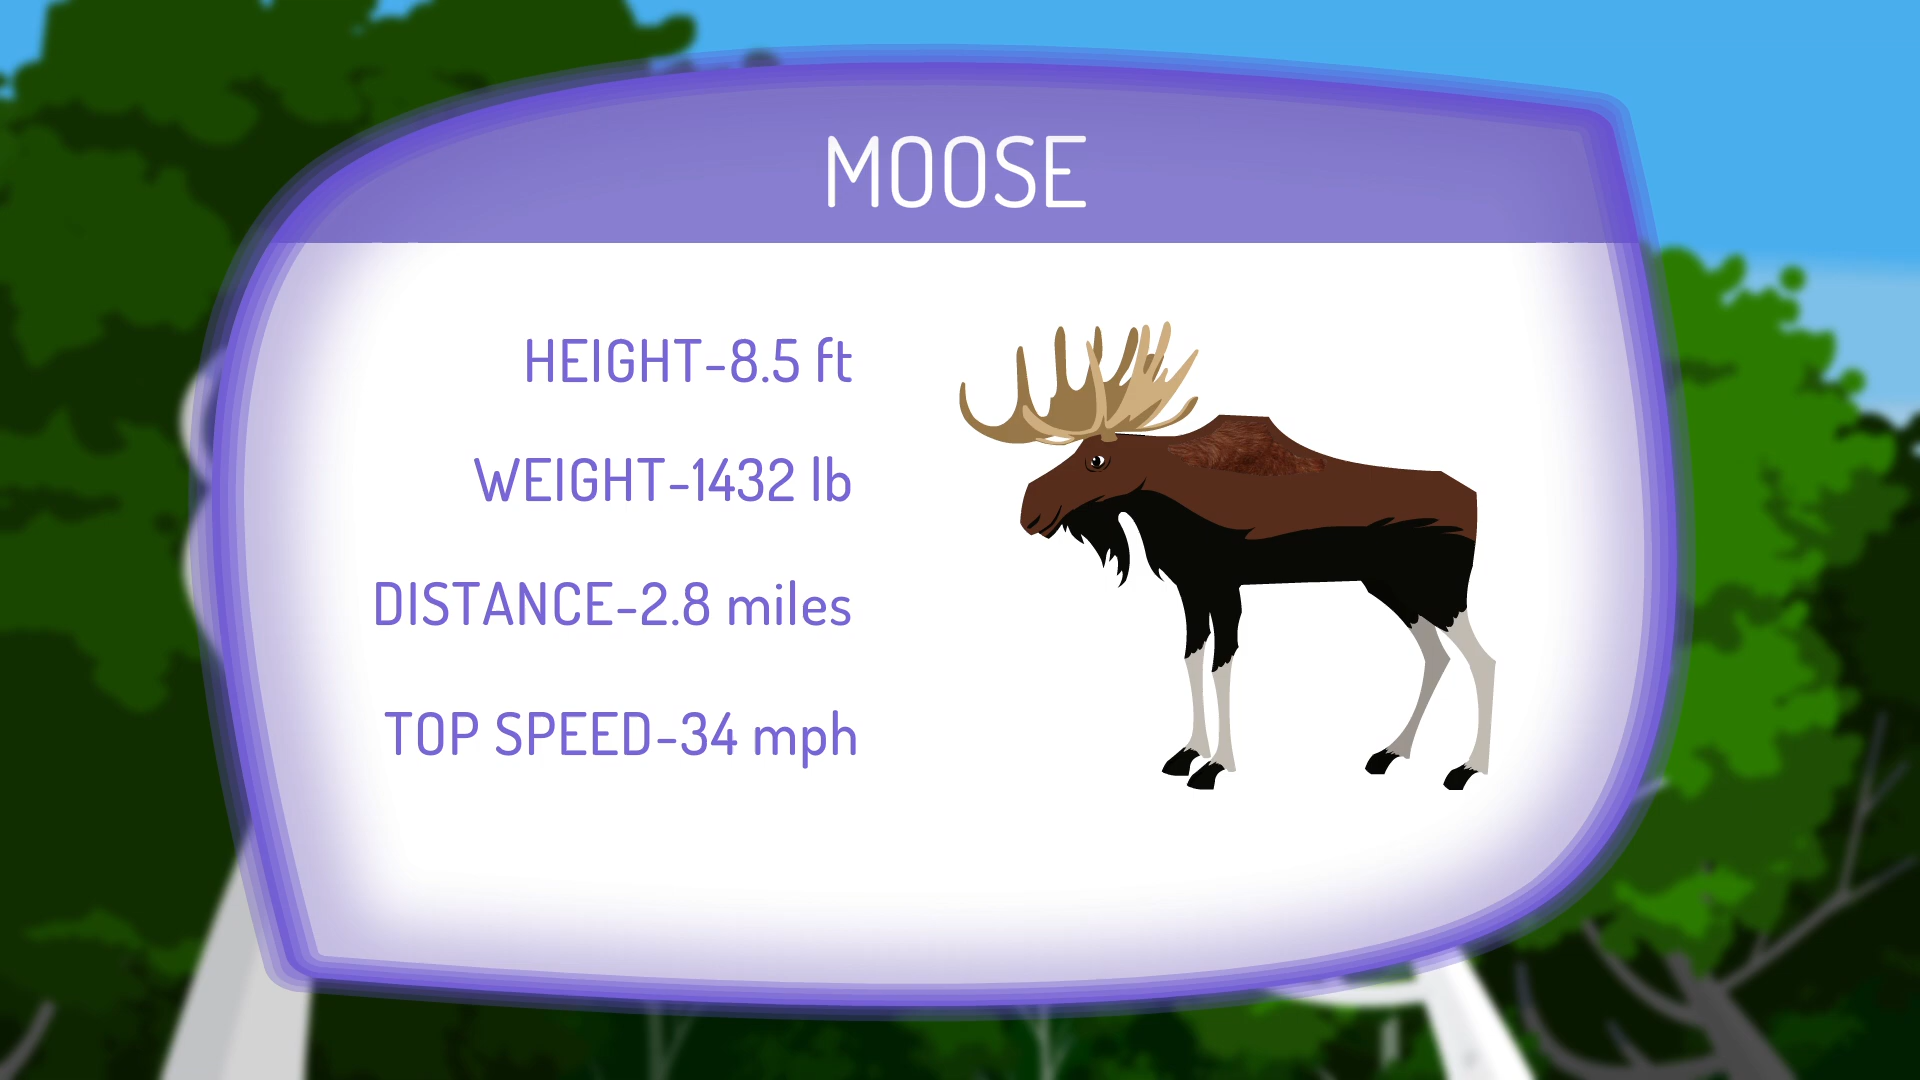 MOOSE
HEIGHT-8.5 ft
WEIGHT-1432 lb
DISTANCE-2.8 miles
TOP SPEED-34 mph